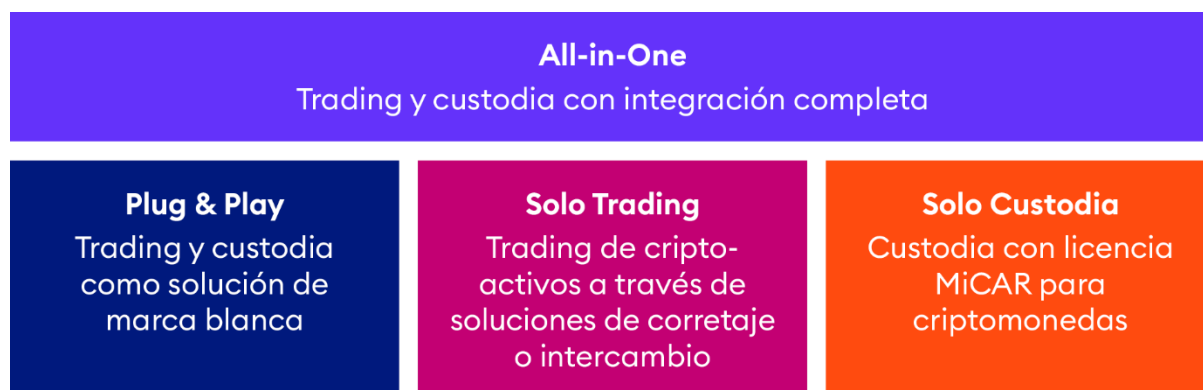 All-in-One
Trading y custodia con integración completa
Plug & Play
Trading y custodia
como solución de
marca blanca
Solo Trading
Trading de cripto-
activos a través de
soluciones de corretaje
o intercambio
Solo Custodia
Custodia con licencia
MiCAR para
criptomonedas